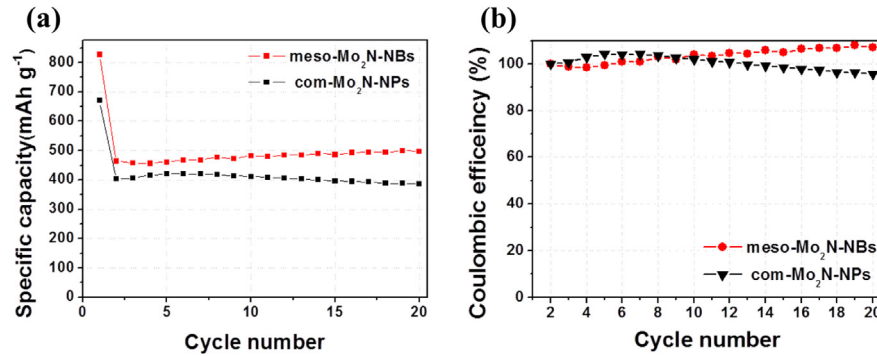 (a)
Specific capacity(mAh g⁻¹)
800
700
600
500
400
300
200
100
0
meso-Mo₂N-NBs
com-Mo₂N-NPs
0 5 10 15 20
Cycle number
(b)
Coulombic efficeincy (%)
100
80
60
40
20
0
meso-Mo₂N-NBs
com-Mo₂N-NPs
2 4 6 8 10 12 14 16 18 20
Cycle number